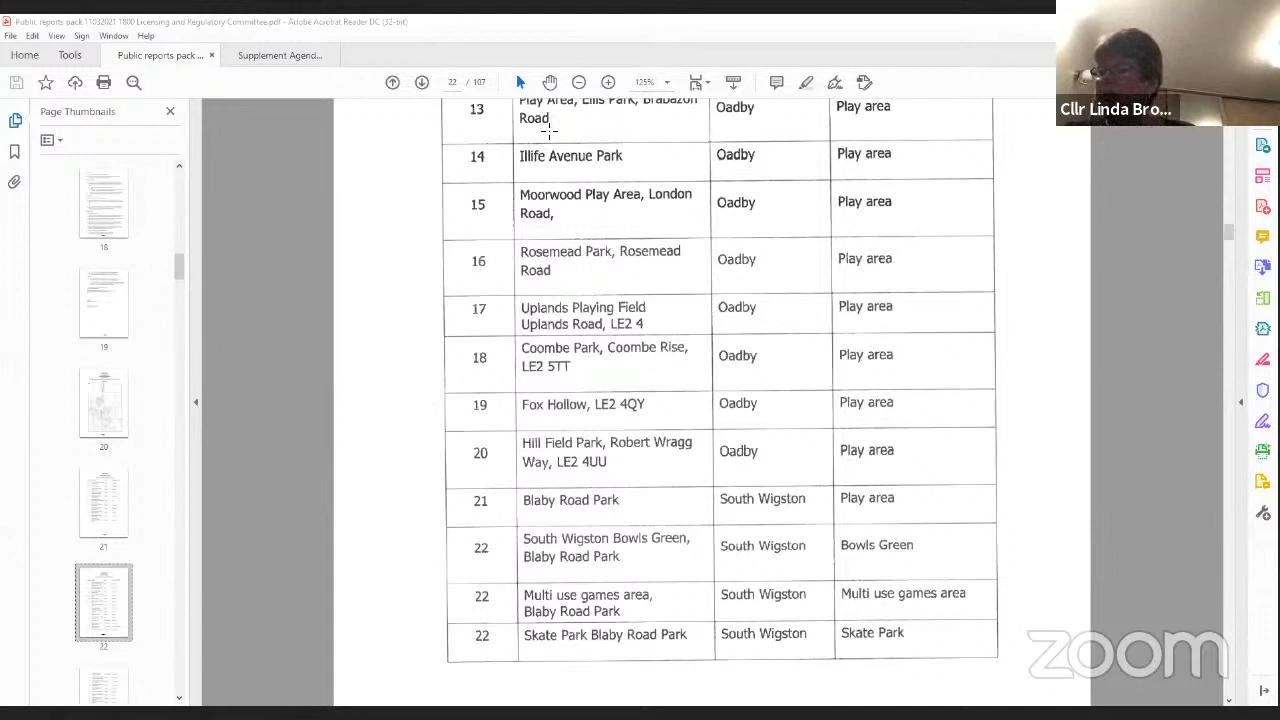 Public reports pack 11032021 1800 Licensing and Regulatory Committee.pdf - Adobe Acrobat Reader DC (32-bit)
File Edit View Sign Window Help
Home Tools Public reports pack ... × Supplement Agend...
22 / 107 125%
Page Thumbnails
18
19
20
21
22
Cllr Linda Bro...
13 Play Area, Ellis Park, Brabazon Oadby Play area
Road
14 Illife Avenue Park Oadby Play area
15 Moorwood Play Area, London Oadby Play area
Road,
16 Rosemead Park, Rosemead Oadby Play area
Road
17 Uplands Playing Field Oadby Play area
Uplands Road, LE2 4
18 Coombe Park, Coombe Rise, Oadby Play area
LE2 5TT
19 Fox Hollow, LE2 4QY Oadby Play area
20 Hill Field Park, Robert Wragg Oadby Play area
Way, LE2 4UU
21 Blaby Road Park South Wigston Play area
22 South Wigston Bowls Green, South Wigston Bowls Green
Blaby Road Park
22 Multi use games area, South Wigston Multi use games area
Blaby Road Park
22 Skate Park Blaby Road Park South Wigston Skate Park
zoom